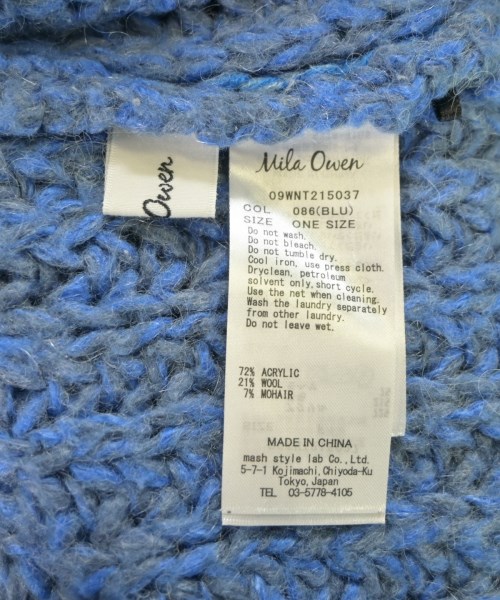 Owen
Mila Owen
09WNT215037
COL 086(BLU)
SIZE ONE SIZE
Do not wash.
Do not bleach.
Do not tumble dry.
Cool iron, use press cloth.
Dryclean, petroleum
solvent only, short cycle.
Use the net when cleaning.
Wash the laundry separately
from other laundry.
Do not leave wet.
72% ACRYLIC
21% WOOL
7% MOHAIR
MADE IN CHINA
mash style lab Co., Ltd.
5-7-1 Kojimachi, Chiyoda-Ku
Tokyo, Japan
TEL 03-5778-4105